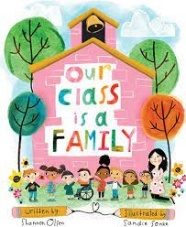 Our
Class
is a
FAMILY
written by
Shannon Olsen
Illustrated by
Sandie Sonke